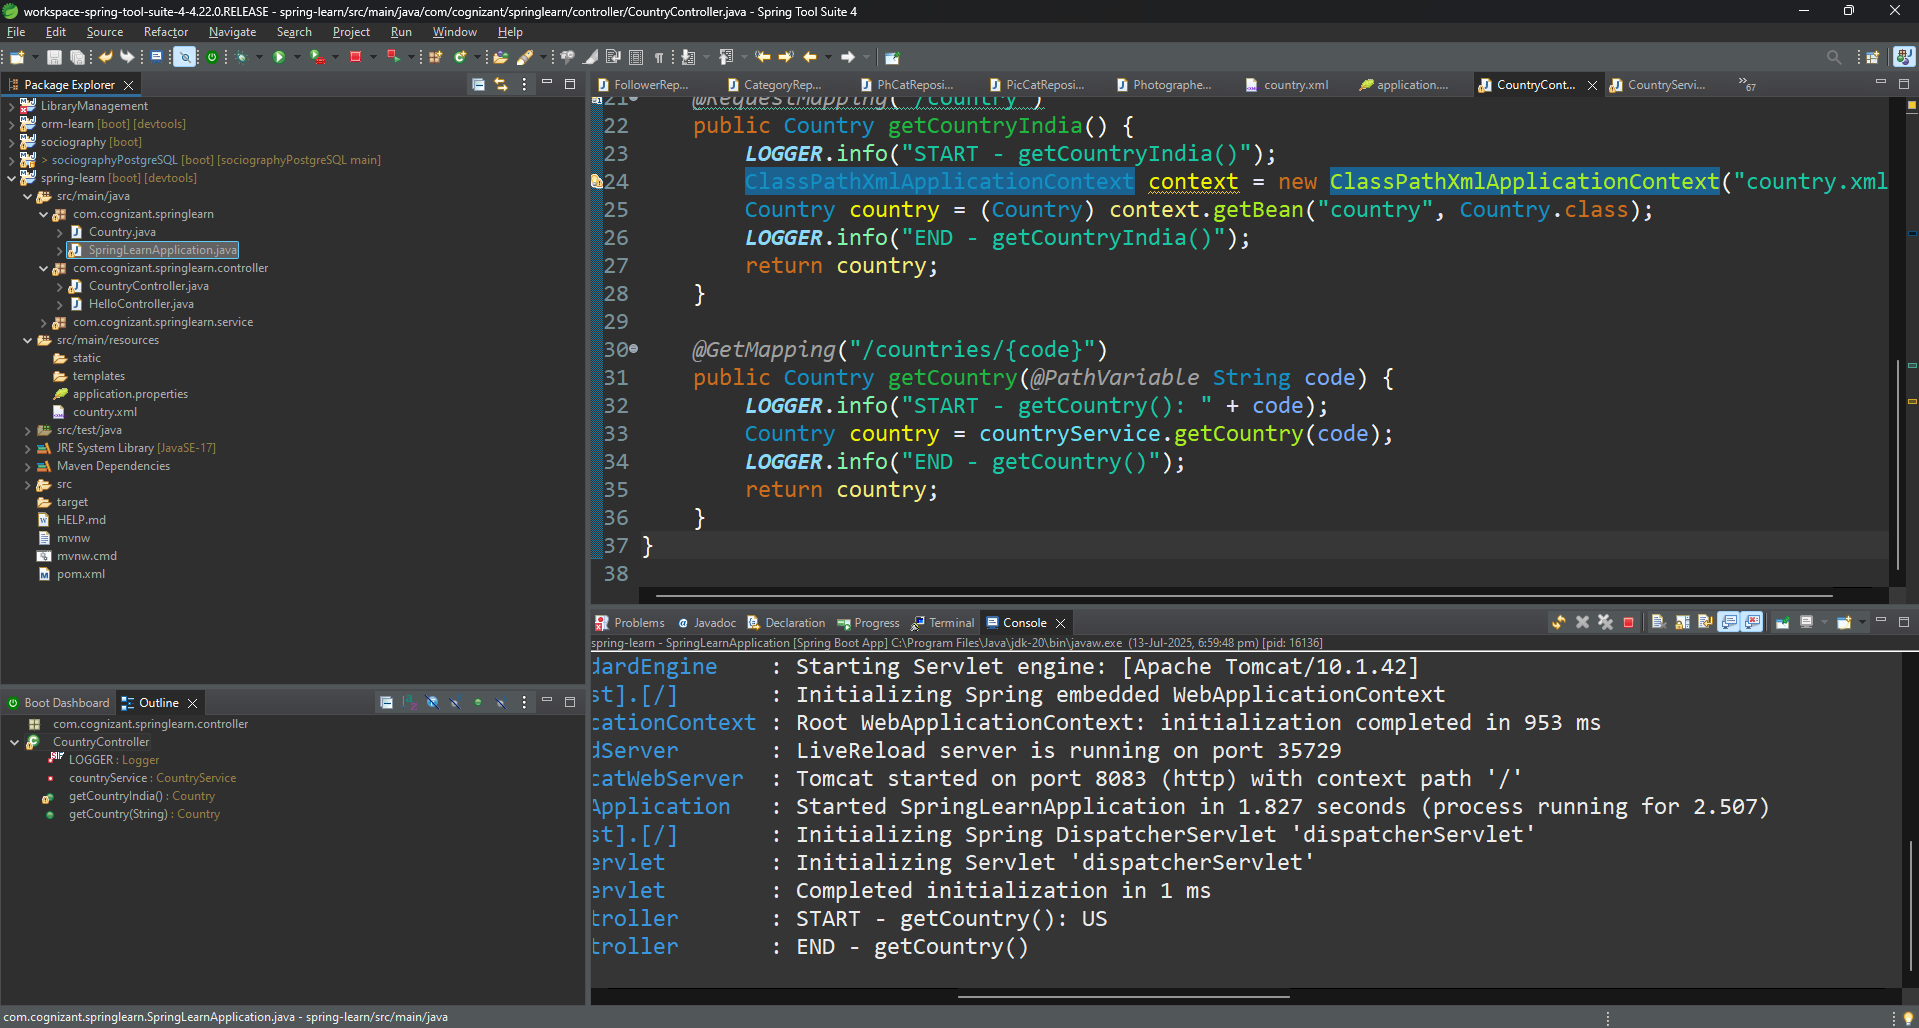 workspace-spring-tool-suite-4-4.22.0.RELEASE - spring-learn/src/main/java/com/cognizant/springlearn/controller/CountryController.java - Spring Tool Suite 4
File Edit Source Refactor Navigate Search Project Run Window Help
Package Explorer
LibraryManagement
orm-learn [boot] [devtools]
sociography [boot]
> sociographyPostgreSQL [boot] [sociographyPostgreSQL main]
spring-learn [boot] [devtools]
src/main/java
com.cognizant.springlearn
Country.java
SpringLearnApplication.java
com.cognizant.springlearn.controller
CountryController.java
HelloController.java
com.cognizant.springlearn.service
src/main/resources
static
templates
application.properties
country.xml
src/test/java
JRE System Library [JavaSE-17]
Maven Dependencies
src
target
HELP.md
mvnw
mvnw.cmd
pom.xml
Boot Dashboard Outline
com.cognizant.springlearn.controller
CountryController
LOGGER : Logger
countryService : CountryService
getCountryIndia() : Country
getCountry(String) : Country
FollowerRep... CategoryRep... PhCatReposi... PicCatReposi... Photographe... country.xml application.... CountryCont... CountryServi... »67
21 @RequestMapping("/country")
22 public Country getCountryIndia() {
23 LOGGER.info("START - getCountryIndia()");
24 ClassPathXmlApplicationContext context = new ClassPathXmlApplicationContext("country.xml
25 Country country = (Country) context.getBean("country", Country.class);
26 LOGGER.info("END - getCountryIndia()");
27 return country;
28 }
29
30 @GetMapping("/countries/{code}")
31 public Country getCountry(@PathVariable String code) {
32 LOGGER.info("START - getCountry(): " + code);
33 Country country = countryService.getCountry(code);
34 LOGGER.info("END - getCountry()");
35 return country;
36 }
37 }
38
Problems Javadoc Declaration Progress Terminal Console
spring-learn - SpringLearnApplication [Spring Boot App] C:\Program Files\Java\jdk-20\bin\javaw.exe (13-Jul-2025, 6:59:48 pm) [pid: 16136]
dardEngine : Starting Servlet engine: [Apache Tomcat/10.1.42]
st].[/] : Initializing Spring embedded WebApplicationContext
cationContext : Root WebApplicationContext: initialization completed in 953 ms
dServer : LiveReload server is running on port 35729
catWebServer : Tomcat started on port 8083 (http) with context path '/'
Application : Started SpringLearnApplication in 1.827 seconds (process running for 2.507)
st].[/] : Initializing Spring DispatcherServlet 'dispatcherServlet'
ervlet : Initializing Servlet 'dispatcherServlet'
ervlet : Completed initialization in 1 ms
troller : START - getCountry(): US
troller : END - getCountry()
com.cognizant.springlearn.SpringLearnApplication.java - spring-learn/src/main/java